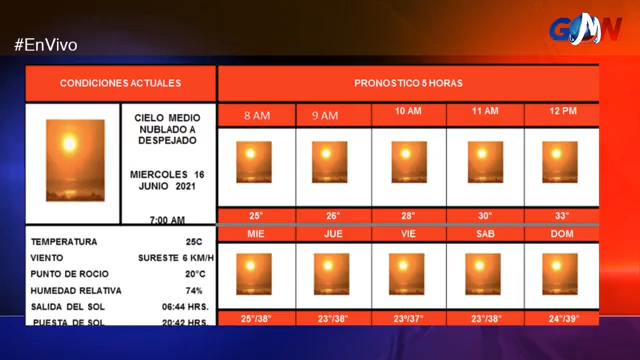 #EnVivo
GMN
CONDICIONES ACTUALES
PRONOSTICO 5 HORAS
CIELO MEDIO
NUBLADO A
DESPEJADO
MIERCOLES 16
JUNIO 2021
7:00 AM
8 AM 9 AM 10 AM 11 AM 12 PM
25° 26° 28° 30° 33°
TEMPERATURA 25C
VIENTO SURESTE 6 KM/H
PUNTO DE ROCIO 20°C
HUMEDAD RELATIVA 74%
SALIDA DEL SOL 06:44 HRS.
PUESTA DE SOL 20:42 HRS.
MIE JUE VIE SAB DOM
25°/38° 23°/38° 23º/37° 23°/38° 24°/39°